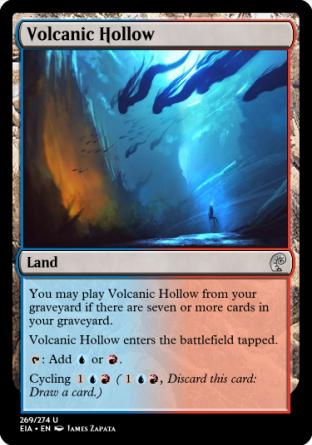 Volcanic Hollow
Land
You may play Volcanic Hollow from your
graveyard if there are seven or more cards in
your graveyard.
Volcanic Hollow enters the battlefield tapped.
: Add or .
Cycling 1 ( 1 , Discard this card:
Draw a card.)
269/274 U
EIA • EN James Zapata